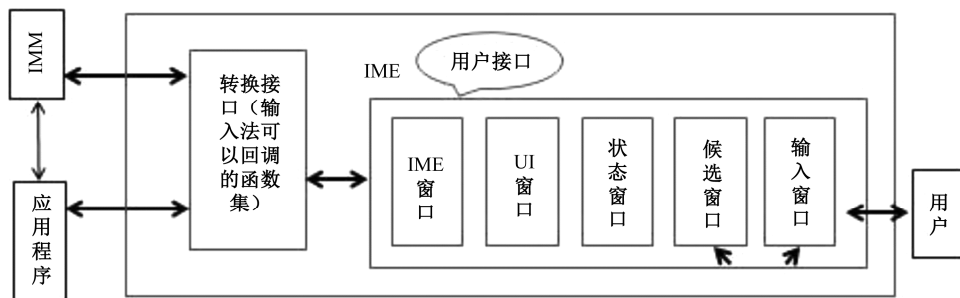 IMM
应用程序
转换接
口（输
入法可
以回调
的函数
集）
IME
用户接口
IME
窗口
UI
窗口
状态窗口
候选窗口
输入窗口
用户